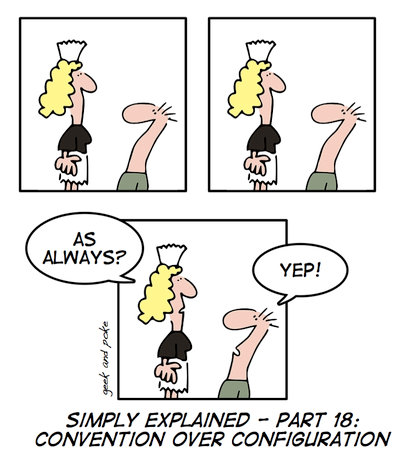 AS
ALWAYS?
YEP!
geek and poke
SIMPLY EXPLAINED - PART 18:
CONVENTION OVER CONFIGURATION